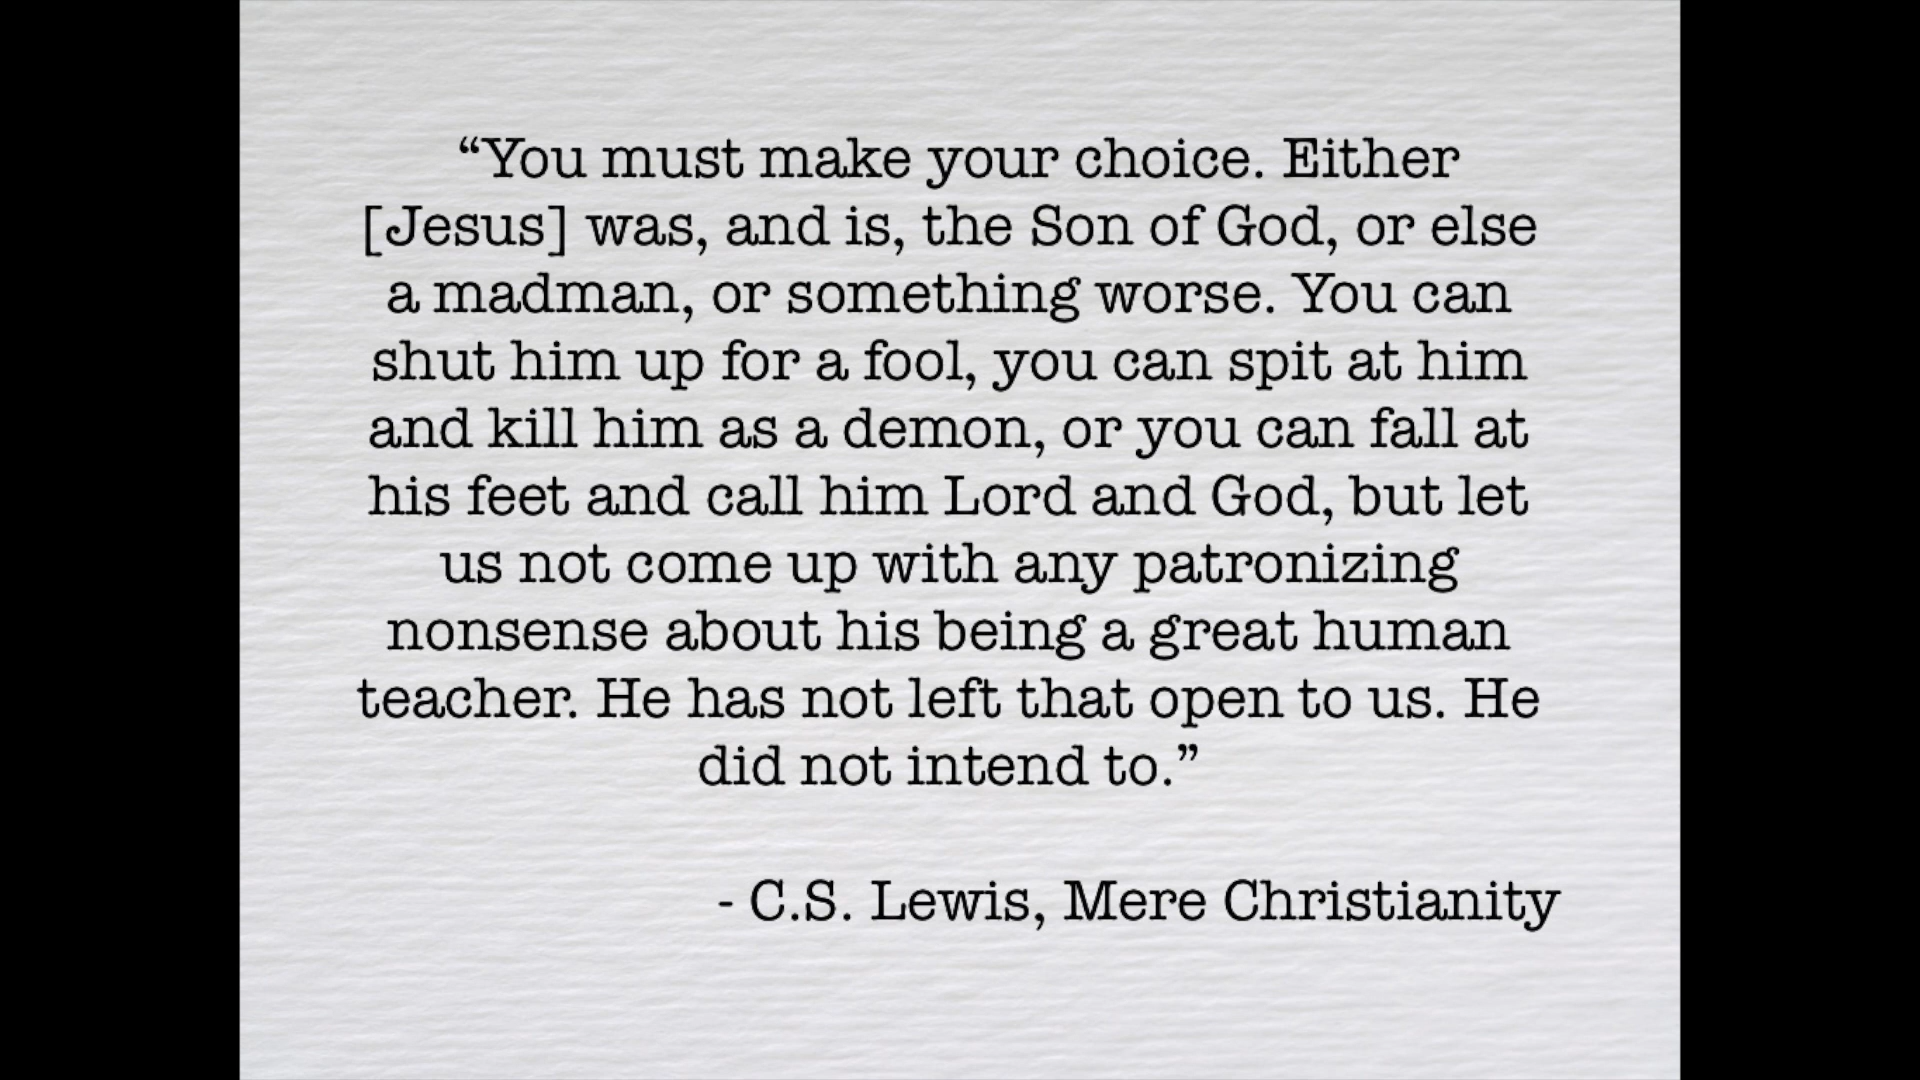 “You must make your choice. Either
[Jesus] was, and is, the Son of God, or else
a madman, or something worse. You can
shut him up for a fool, you can spit at him
and kill him as a demon, or you can fall at
his feet and call him Lord and God, but let
us not come up with any patronizing
nonsense about his being a great human
teacher. He has not left that open to us. He
did not intend to.”
- C.S. Lewis, Mere Christianity